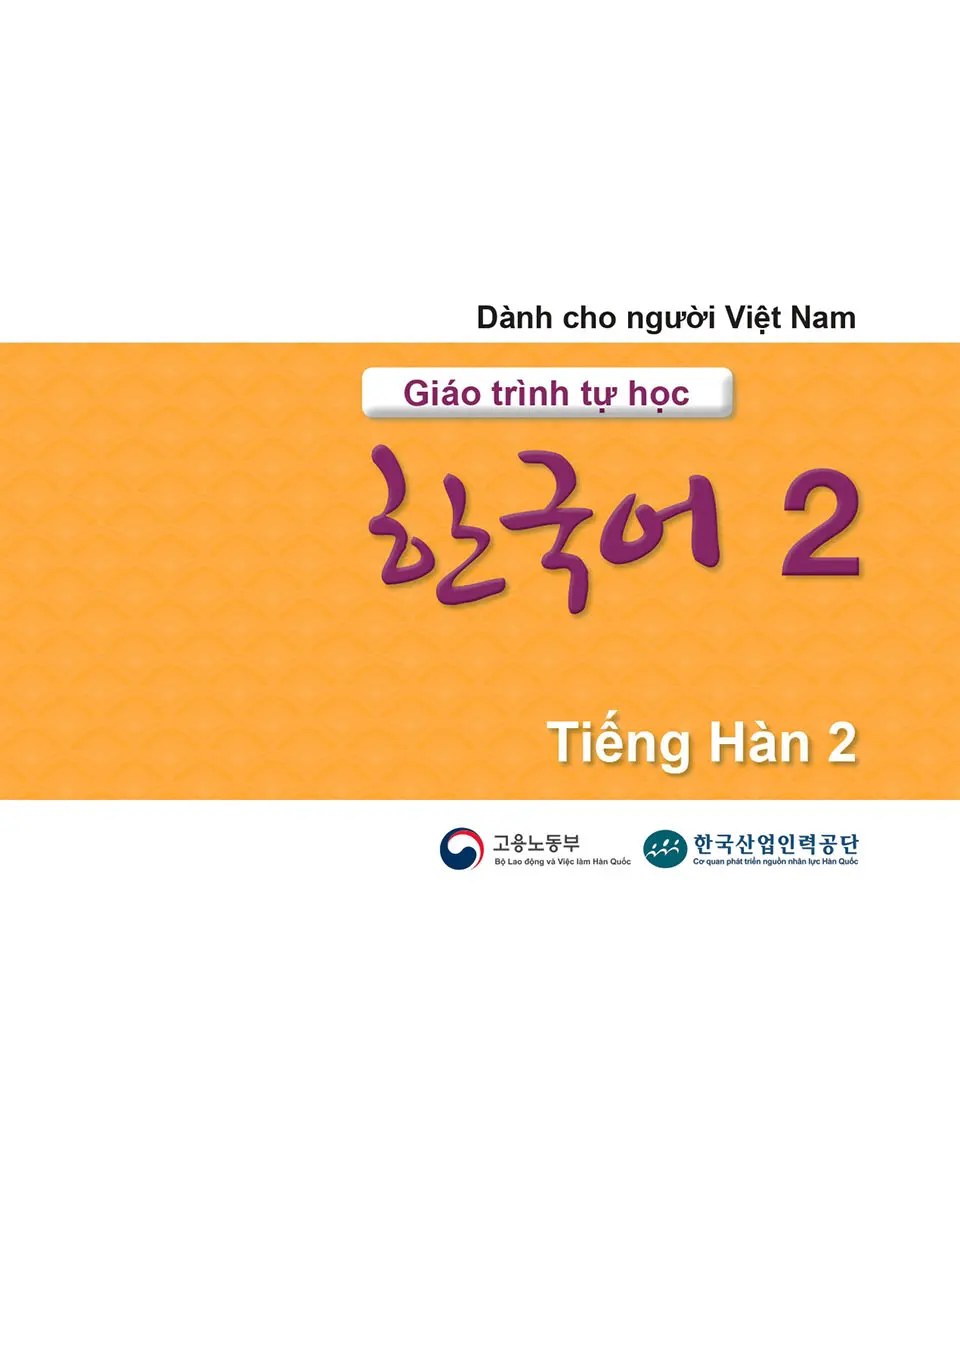 Dành cho người Việt Nam
Giáo trình tự học
한국어 2
Tiếng Hàn 2
고용노동부
Bộ Lao động và Việc làm Hàn Quốc
한국산업인력공단
Cơ quan phát triển nguồn nhân lực Hàn Quốc